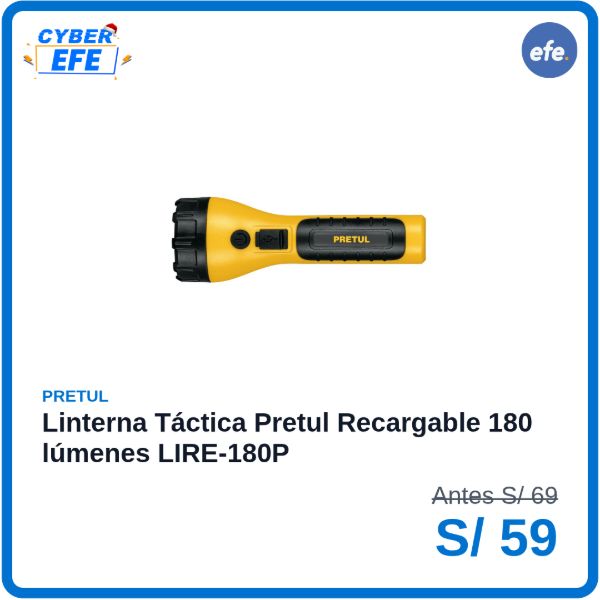 CYBER
EFE
efe.
PRETUL
PRETUL
Linterna Táctica Pretul Recargable 180
lúmenes LIRE-180P
Antes S/ 69
S/ 59